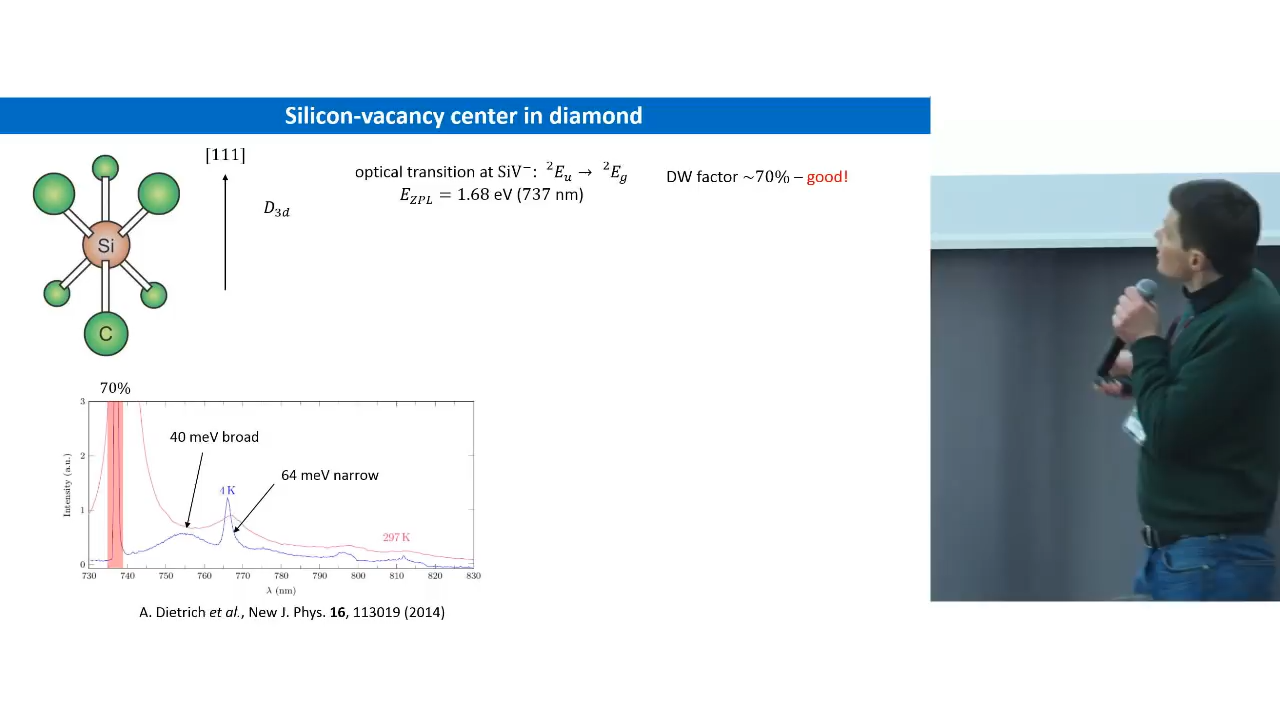 Silicon-vacancy center in diamond
[111]
D₃d
Si
C
optical transition at SiV⁻: ²Eᵤ → ²E_g
E_ZPL = 1.68 eV (737 nm)
DW factor ~70% – good!
70%
3
2
1
0
Intensity (a.u.)
40 meV broad
64 meV narrow
4 K
297 K
730 740 750 760 770 780 790 800 810 820 830
λ (nm)
A. Dietrich et al., New J. Phys. 16, 113019 (2014)